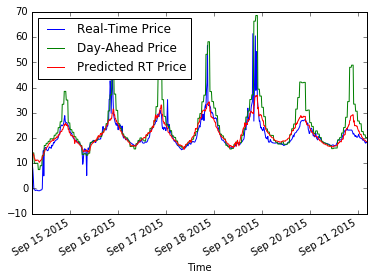 70
60
50
40
30
20
10
0
−10
Real-Time Price
Day-Ahead Price
Predicted RT Price
Sep 15 2015
Sep 16 2015
Sep 17 2015
Sep 18 2015
Sep 19 2015
Sep 20 2015
Sep 21 2015
Time